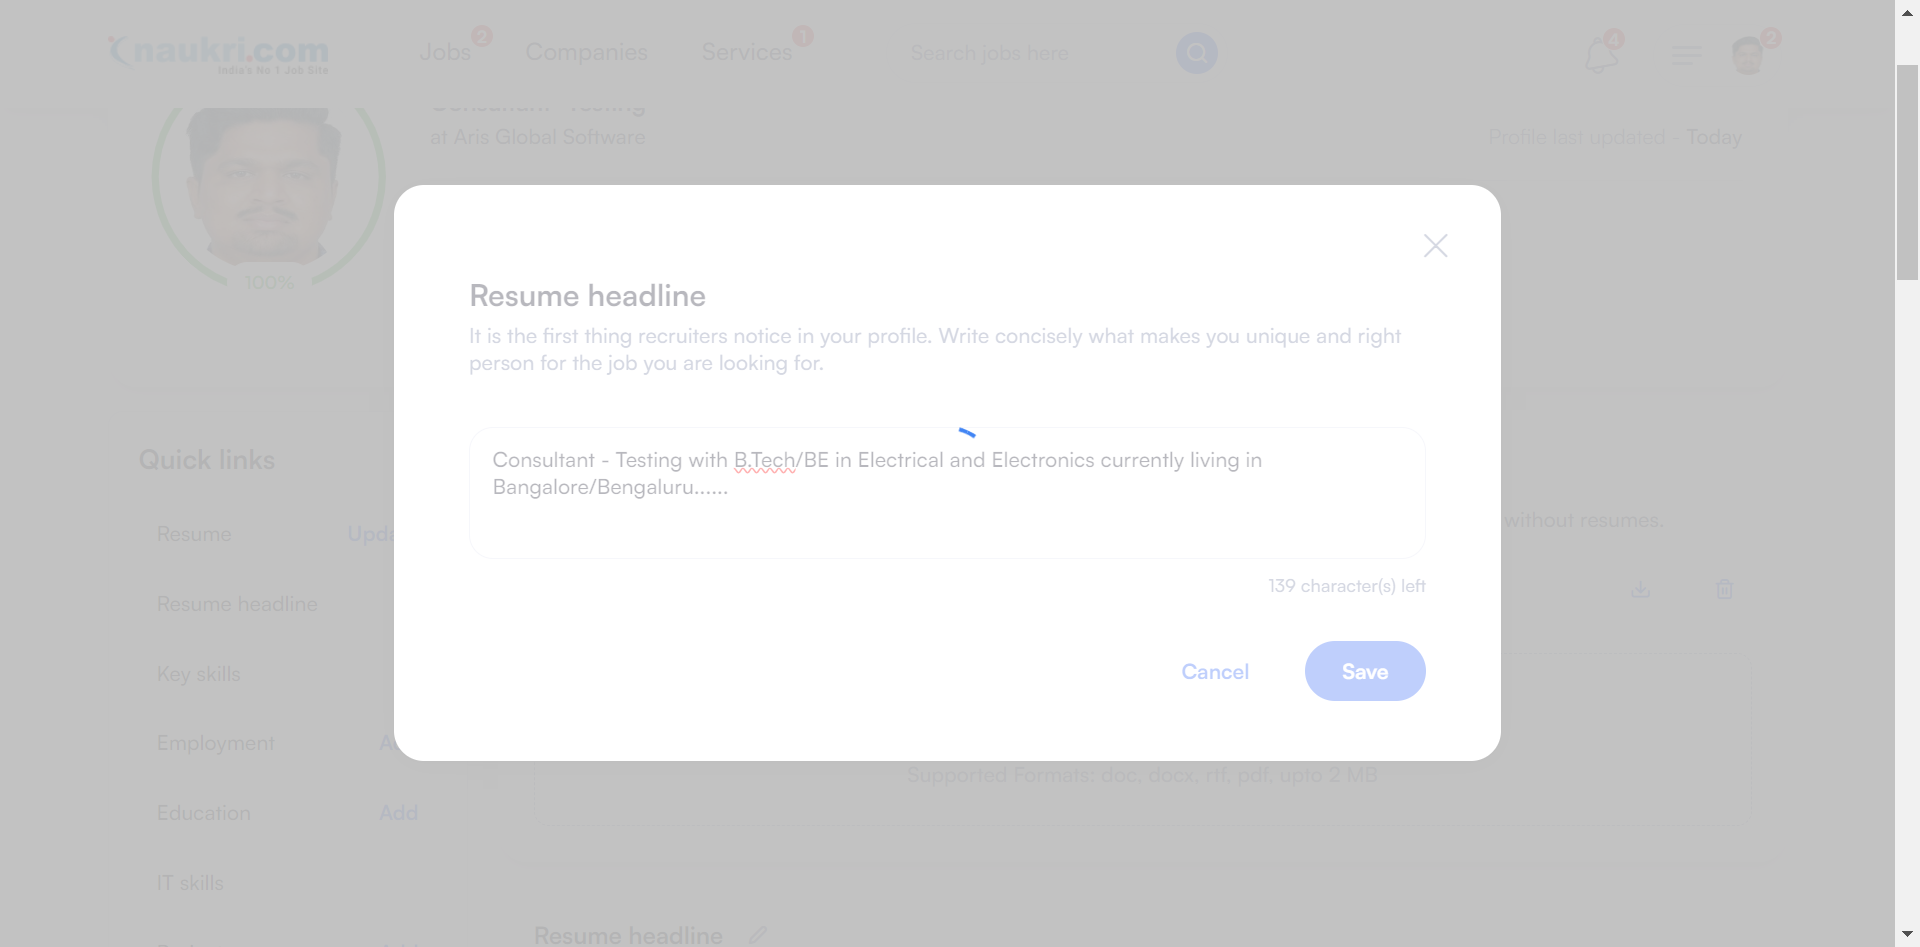 naukri.com
India's No 1 Job Site
Jobs
2
Companies
Services
1
Search jobs here
4
2
Consultant - Testing
at Aris Global Software
Profile last updated - Today
100%
Resume headline
It is the first thing recruiters notice in your profile. Write concisely what makes you unique and right
person for the job you are looking for.
Consultant - Testing with B.Tech/BE in Electrical and Electronics currently living in
Bangalore/Bengaluru......
139 character(s) left
Cancel
Save
Quick links
Resume
Upda
Resume headline
Key skills
Employment
A
Education
Add
IT skills
without resumes.
Supported Formats: doc, docx, rtf, pdf, upto 2 MB
Resume headline